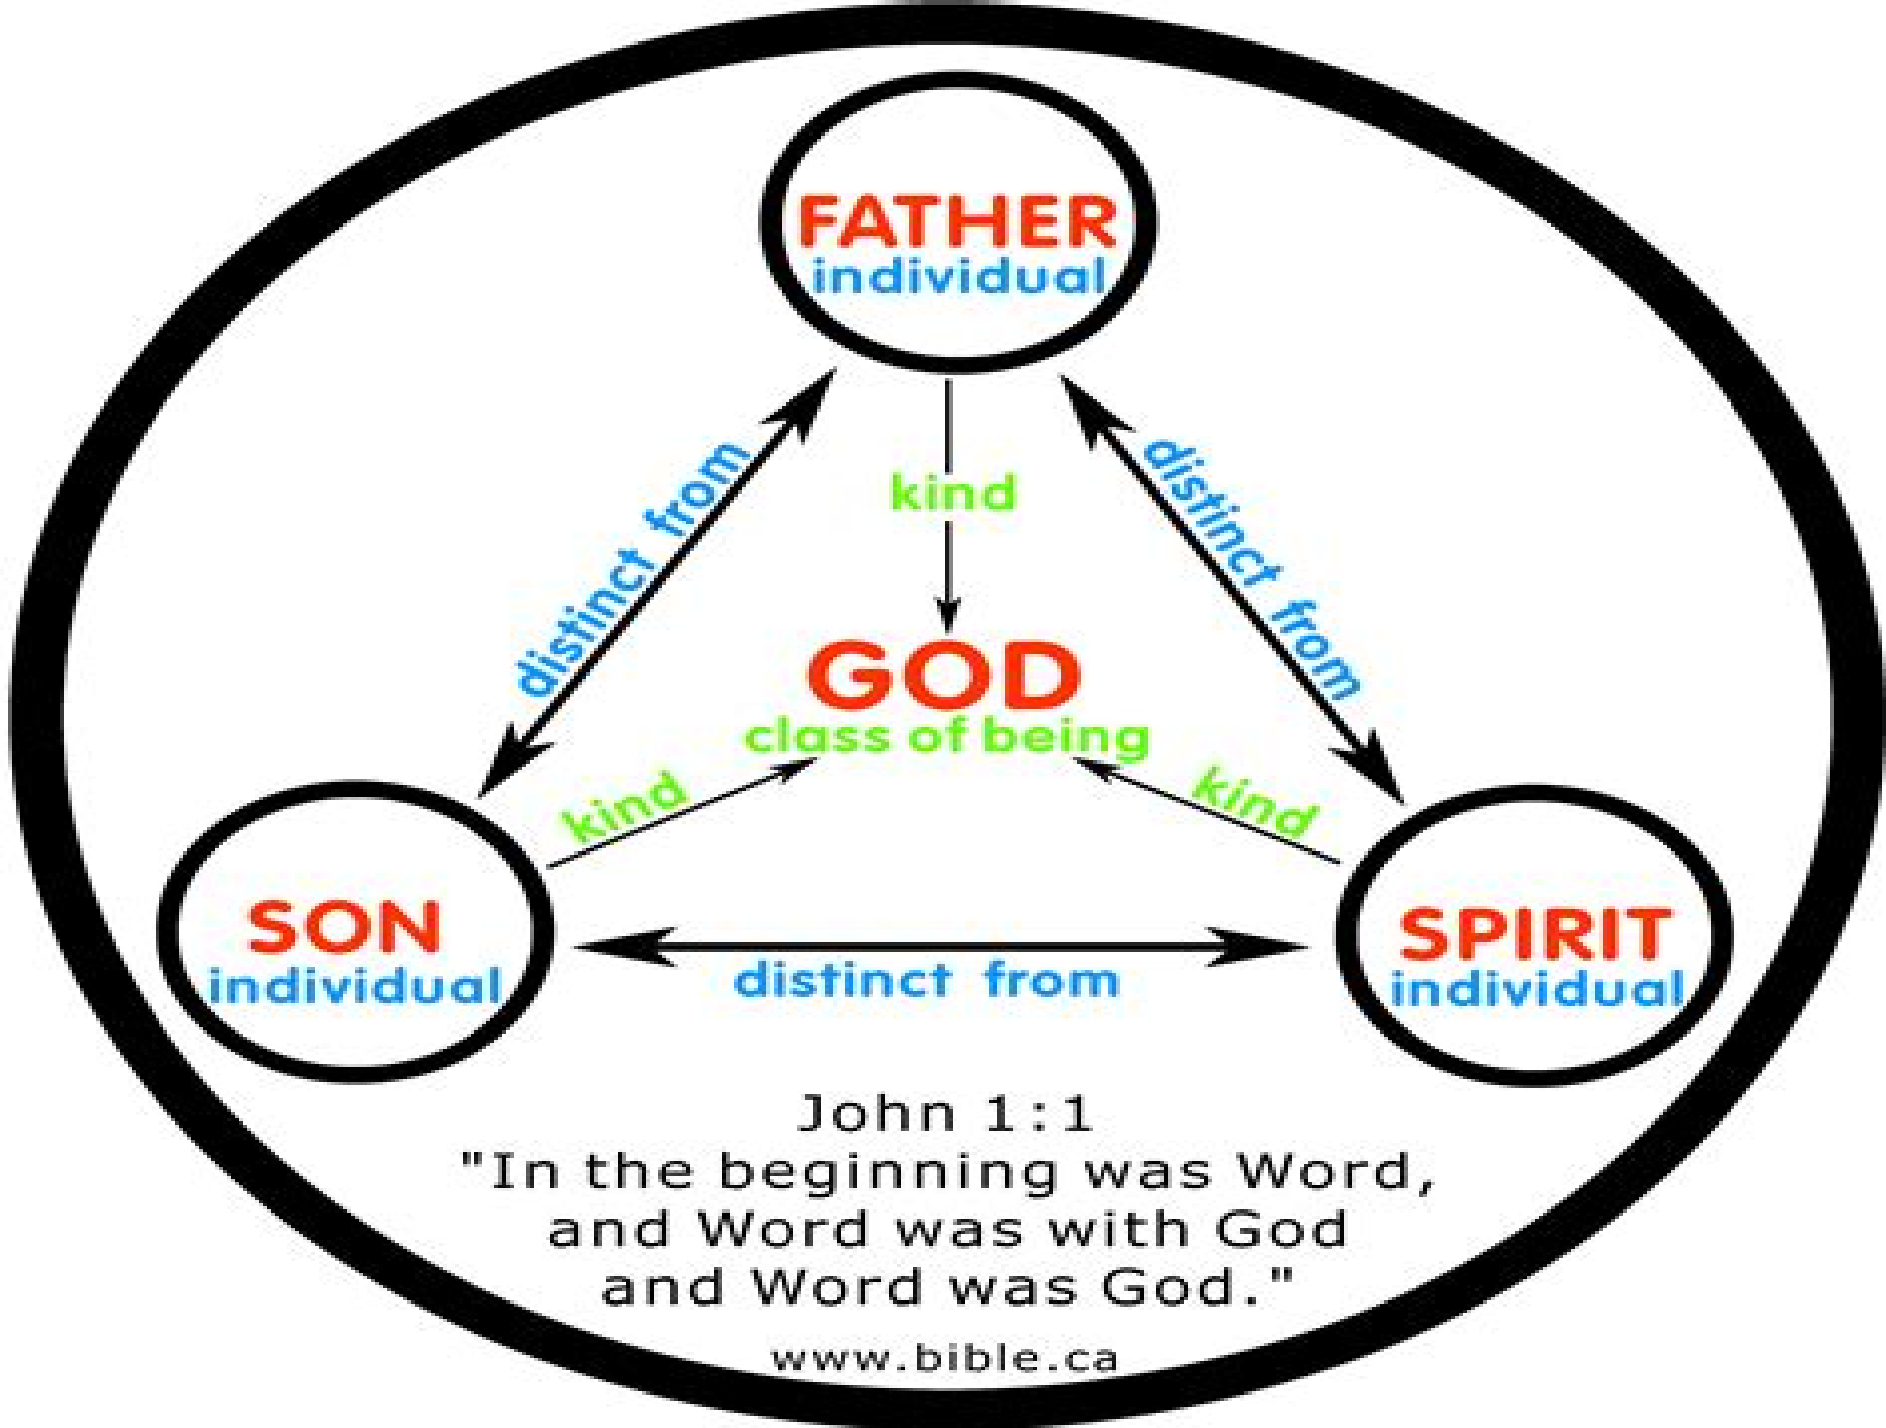 FATHER
individual
distinct from
kind
distinct from
GOD
class of being
kind
kind
SON
individual
SPIRIT
individual
distinct from
John 1:1
"In the beginning was Word,
and Word was with God
and Word was God."
www.bible.ca